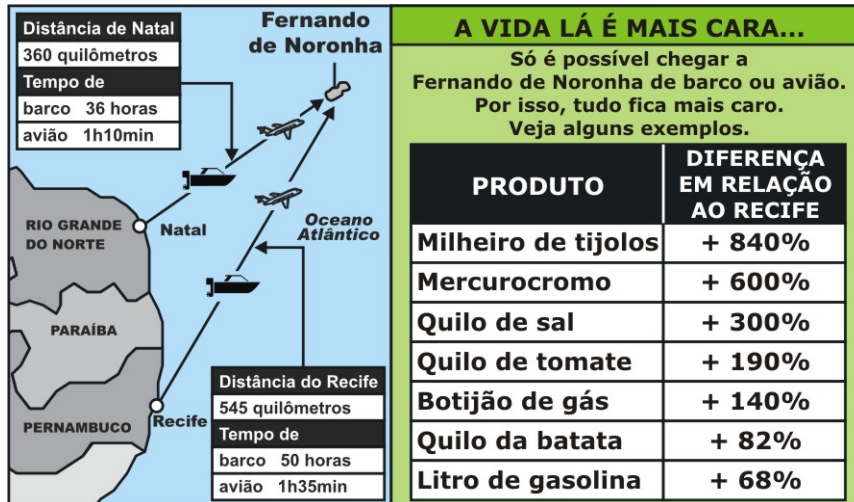 Distância de Natal
360 quilômetros
Tempo de
barco 36 horas
avião 1h10min
Fernando
de Noronha
RIO GRANDE
DO NORTE
Natal
Oceano
Atlântico
PARAÍBA
PERNAMBUCO
Recife
Distância do Recife
545 quilômetros
Tempo de
barco 50 horas
avião 1h35min
A VIDA LÁ É MAIS CARA...
Só é possível chegar a
Fernando de Noronha de barco ou avião.
Por isso, tudo fica mais caro.
Veja alguns exemplos.
PRODUTO
DIFERENÇA
EM RELAÇÃO
AO RECIFE
Milheiro de tijolos + 840%
Mercurocromo + 600%
Quilo de sal + 300%
Quilo de tomate + 190%
Botijão de gás + 140%
Quilo da batata + 82%
Litro de gasolina + 68%